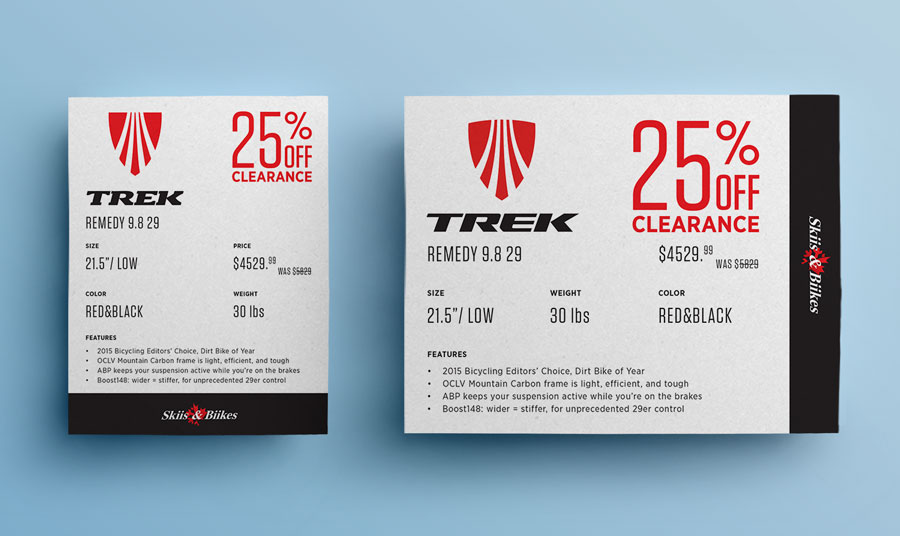 25% OFF
CLEARANCE
TREK
REMEDY 9.8 29
SIZE PRICE
21.5”/ LOW $4529.99 WAS $5929
COLOR WEIGHT
RED&BLACK 30 lbs
FEATURES
• 2015 Bicycling Editors’ Choice, Dirt Bike of Year
• OCLV Mountain Carbon frame is light, efficient, and tough
• ABP keeps your suspension active while you’re on the brakes
• Boost148: wider = stiffer, for unprecedented 29er control
Skiis & Biikes
25% OFF
CLEARANCE
TREK
REMEDY 9.8 29 $4529.99 WAS $5929
SIZE WEIGHT COLOR
21.5”/ LOW 30 lbs RED&BLACK
FEATURES
• 2015 Bicycling Editors’ Choice, Dirt Bike of Year
• OCLV Mountain Carbon frame is light, efficient, and tough
• ABP keeps your suspension active while you’re on the brakes
• Boost148: wider = stiffer, for unprecedented 29er control
Skiis & Biikes